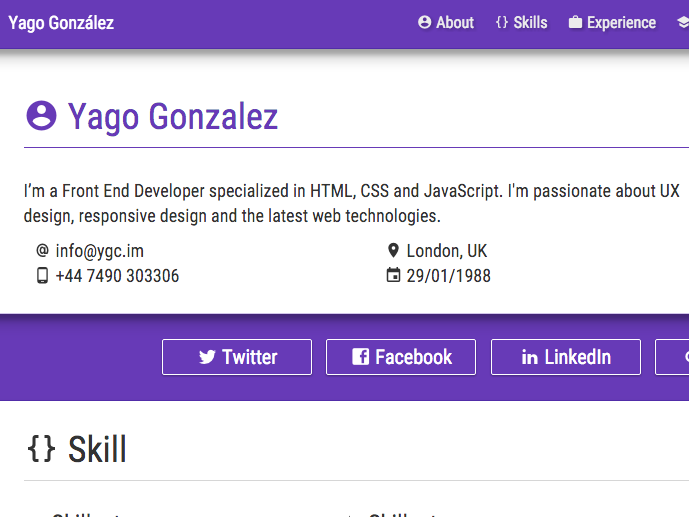 Yago González
About
{} Skills
Experience
Yago Gonzalez
I'm a Front End Developer specialized in HTML, CSS and JavaScript. I'm passionate about UX
design, responsive design and the latest web technologies.
info@ygc.im
London, UK
+44 7490 303306
29/01/1988
Twitter
Facebook
LinkedIn
{} Skill